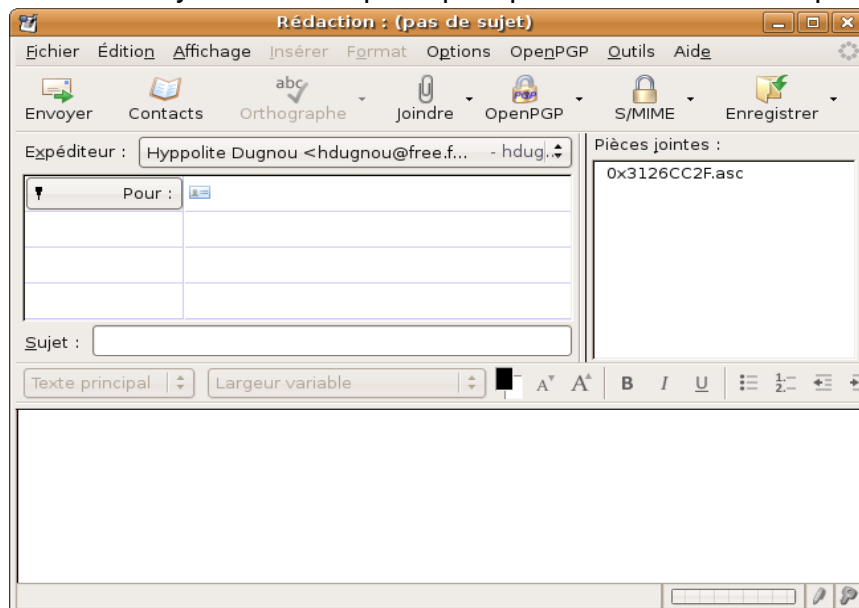 Rédaction : (pas de sujet)
Fichier Édition Affichage Insérer Format Options OpenPGP Outils Aide
Envoyer Contacts Orthographe Joindre OpenPGP S/MIME Enregistrer
Expéditeur : Hyppolite Dugnou <hdugnou@free.f... - hdug...
Pièces jointes :
0x3126CC2F.asc
Pour :
Sujet :
Texte principal Largeur variable